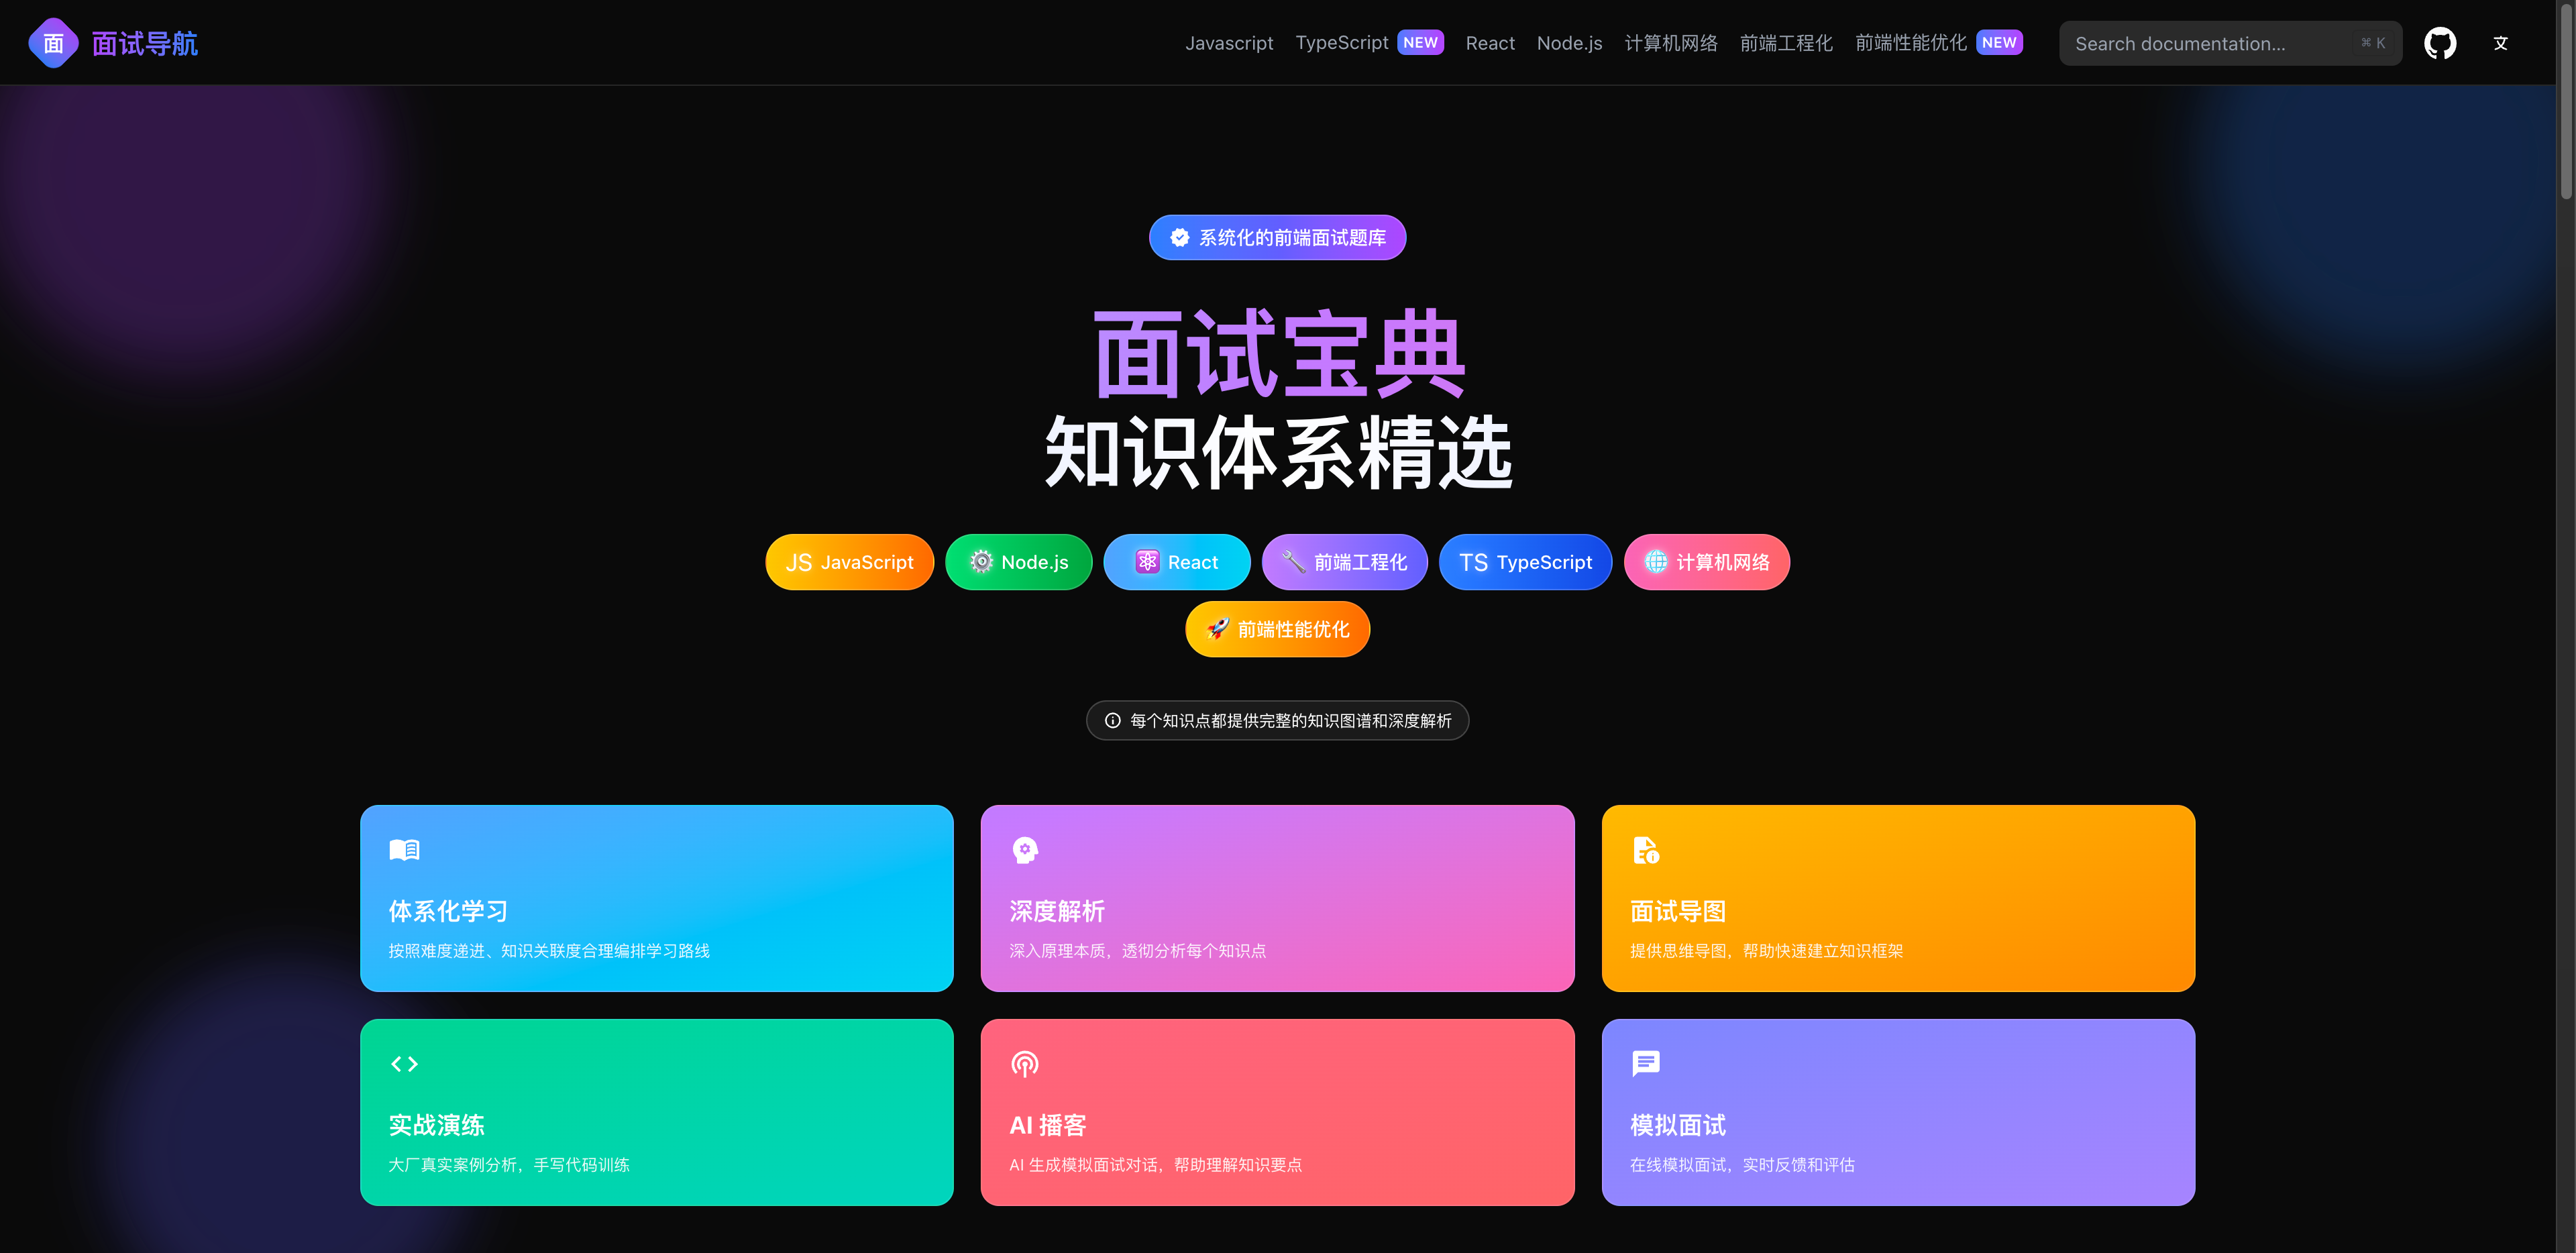 面 面试导航
Javascript TypeScript NEW React Node.js 计算机网络 前端工程化 前端性能优化 NEW Search documentation... ⌘ K 文
系统化的前端面试题库
面试宝典
知识体系精选
JS JavaScript Node.js React 前端工程化 TS TypeScript 计算机网络
前端性能优化
每个知识点都提供完整的知识图谱和深度解析
体系化学习
按照难度递进、知识关联度合理编排学习路线
深度解析
深入原理本质，透彻分析每个知识点
面试导图
提供思维导图，帮助快速建立知识框架
实战演练
大厂真实案例分析，手写代码训练
AI 播客
AI 生成模拟面试对话，帮助理解知识要点
模拟面试
在线模拟面试，实时反馈和评估